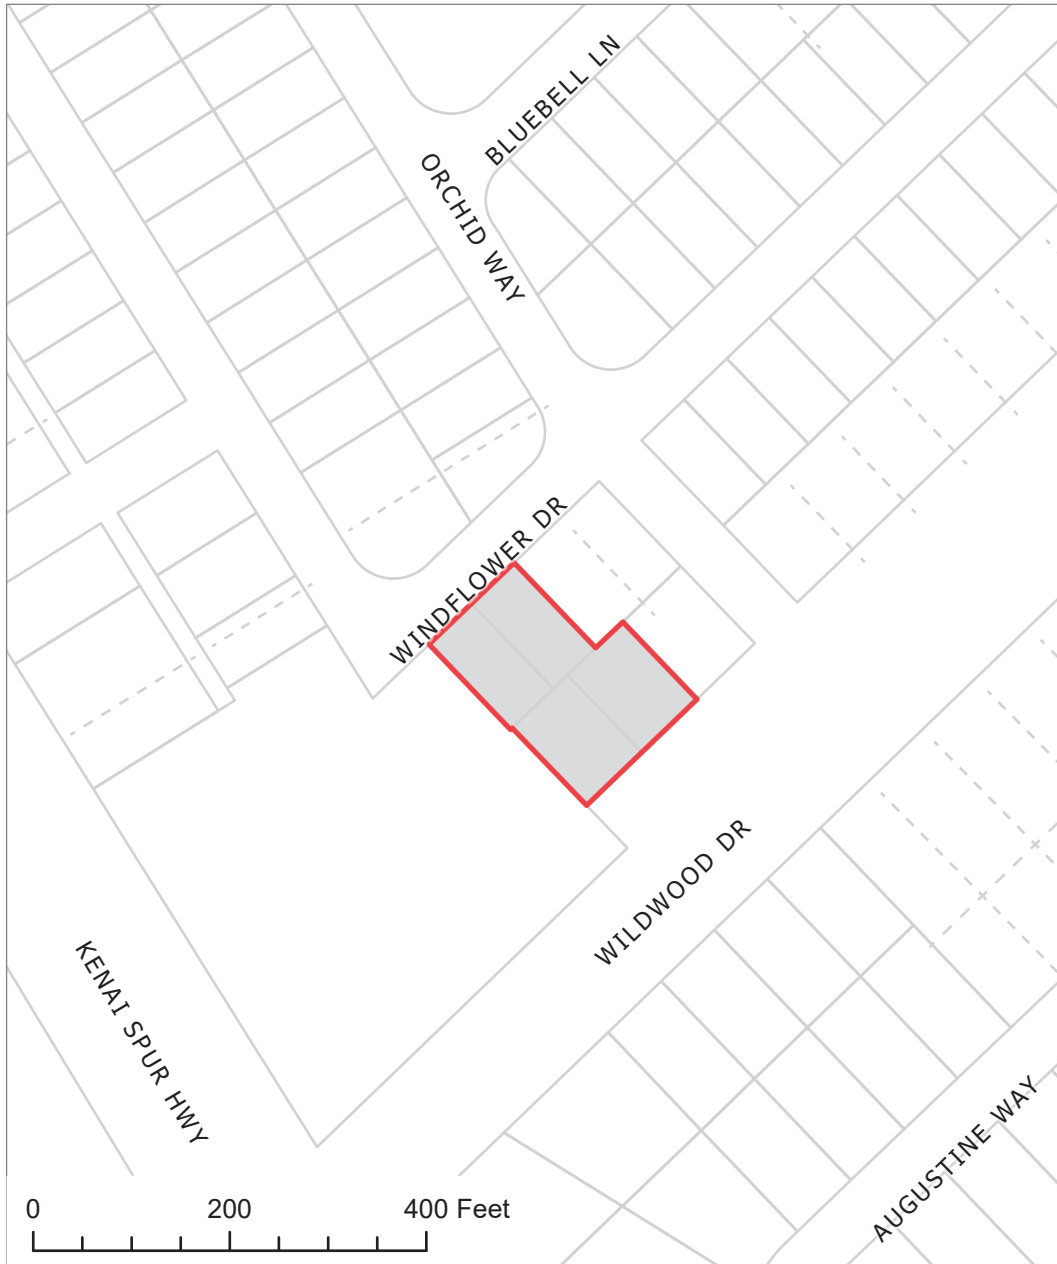 BLUEBELL LN
ORCHID WAY
WINDFLOWER DR
WILDWOOD DR
KENAI SPUR HWY
AUGUSTINE WAY
0 200 400 Feet